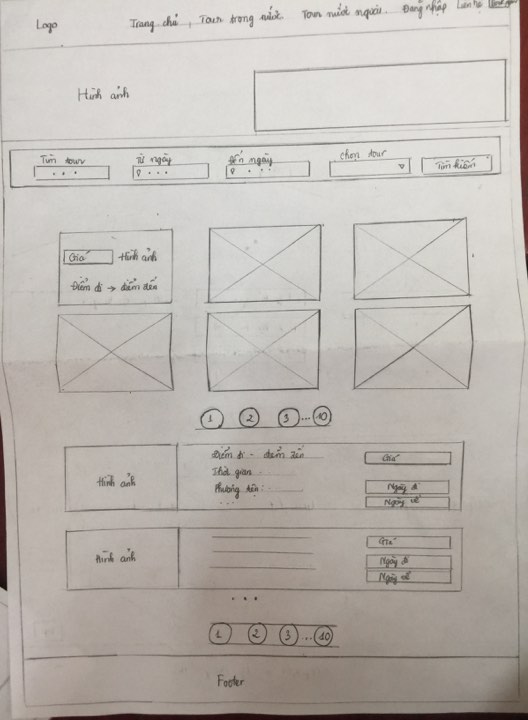 Logo
Trang chủ, Tour trong nước. Tour nước ngoài. Đăng nhập Liên hệ
Hình ảnh
Tìm tour Từ ngày đến ngày chọn tour
Tìm kiếm
Giá Hình ảnh
Điểm đi → điểm đến
1 2 3 ... 10
Hình ảnh
Điểm đi - điểm đến
Thời gian
Phương tiện:
Giá
Ngày đi
Ngày về
Hình ảnh
Giá
Ngày đi
Ngày về
...
1 2 3 ... 10
Footer